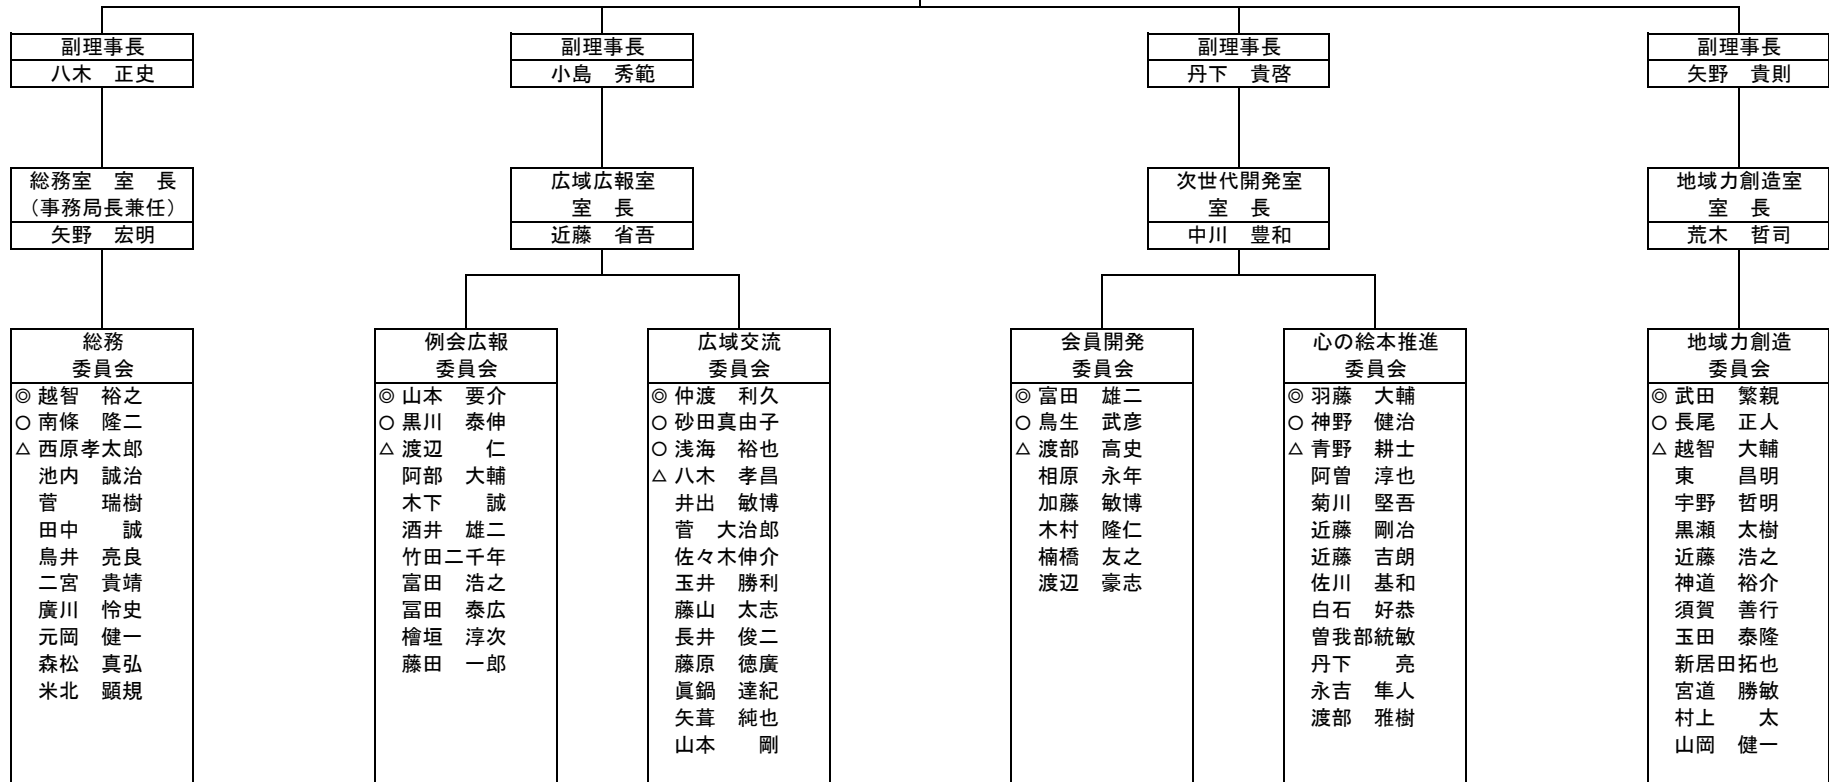 副理事長
八木　正史
副理事長
小島　秀範
副理事長
丹下　貴啓
副理事長
矢野　貴則
総務室　室　長
（事務局長兼任）
矢野　宏明
広域広報室
室　長
近藤　省吾
次世代開発室
室　長
中川　豊和
地域力創造室
室　長
荒木　哲司
総務
委員会
◎ 越智　裕之
○ 南條　隆二
△ 西原孝太郎
池内　誠治
菅　　瑞樹
田中　　誠
鳥井　亮良
二宮　貴靖
廣川　怜史
元岡　健一
森松　真弘
米北　顕規
例会広報
委員会
◎ 山本　要介
○ 黒川　泰伸
△ 渡辺　　仁
阿部　大輔
木下　　誠
酒井　雄二
竹田二千年
富田　浩之
冨田　泰広
檜垣　淳次
藤田　一郎
広域交流
委員会
◎ 仲渡　利久
○ 砂田真由子
○ 浅海　裕也
△ 八木　孝昌
井出　敏博
菅　大治郎
佐々木伸介
玉井　勝利
藤山　太志
長井　俊二
藤原　徳廣
眞鍋　達紀
矢葺　純也
山本　　剛
会員開発
委員会
◎ 富田　雄二
○ 鳥生　武彦
△ 渡部　高史
相原　永年
加藤　敏博
木村　隆仁
楠橋　友之
渡辺　豪志
心の絵本推進
委員会
◎ 羽藤　大輔
○ 神野　健治
△ 青野　耕士
阿曽　淳也
菊川　堅吾
近藤　剛冶
近藤　吉朗
佐川　基和
白石　好恭
曽我部統敏
丹下　　亮
永吉　隼人
渡部　雅樹
地域力創造
委員会
◎ 武田　繁親
○ 長尾　正人
△ 越智　大輔
東　　昌明
宇野　哲明
黒瀬　太樹
近藤　浩之
神道　裕介
須賀　善行
玉田　泰隆
新居田拓也
宮道　勝敏
村上　　太
山岡　健一